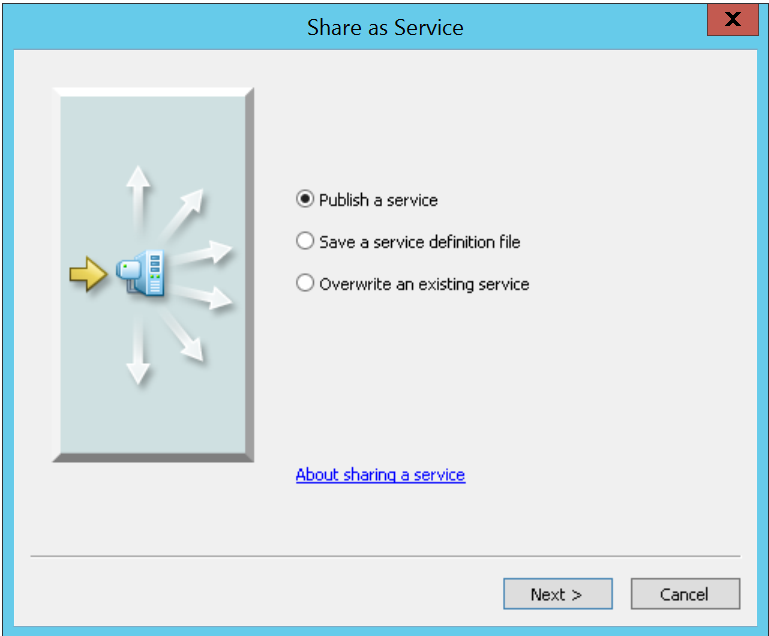 Share as Service
Publish a service
Save a service definition file
Overwrite an existing service
About sharing a service
Next >
Cancel